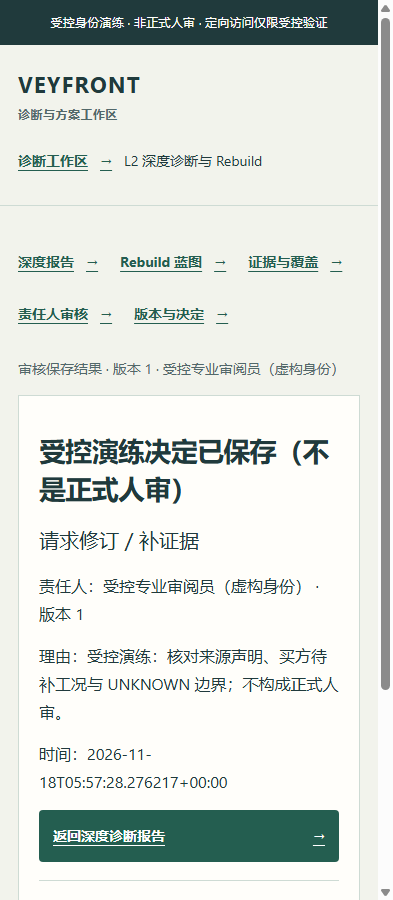 受控身份演练 · 非正式人审 · 定向访问仅限受控验证
VEYFRONT
诊断与方案工作区
诊断工作区 → L2 深度诊断与 Rebuild
深度报告 → Rebuild 蓝图 → 证据与覆盖 →
责任人审核 → 版本与决定 →
审核保存结果 · 版本 1 · 受控专业审阅员（虚构身份）
受控演练决定已保存（不
是正式人审）
请求修订 / 补证据
责任人：受控专业审阅员（虚构身份） ·
版本 1
理由：受控演练：核对来源声明、买方待
补工况与 UNKNOWN 边界；不构成正式人
审。
时间：2026-11-
18T05:57:28.276217+00:00
返回深度诊断报告 →